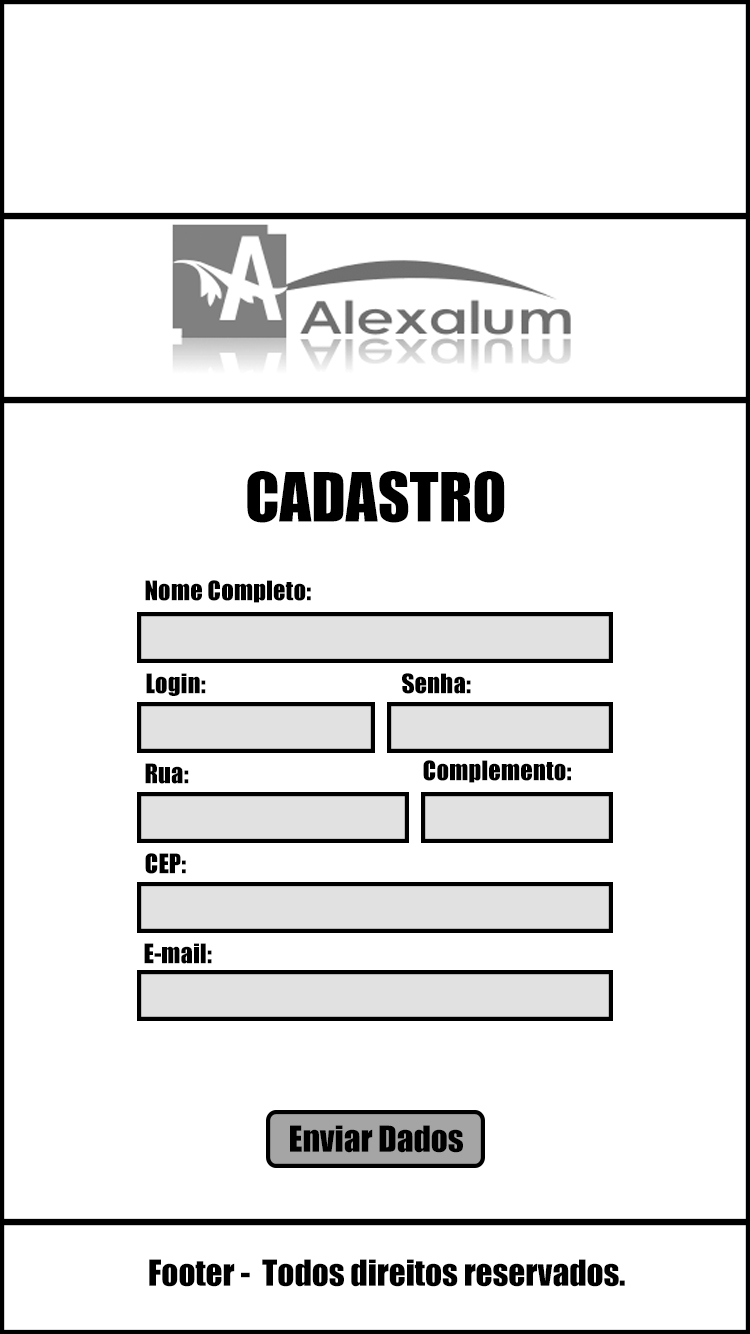 A
Alexalum
CADASTRO
Nome Completo:
Login: Senha:
Rua: Complemento:
CEP:
E-mail:
Enviar Dados
Footer - Todos direitos reservados.